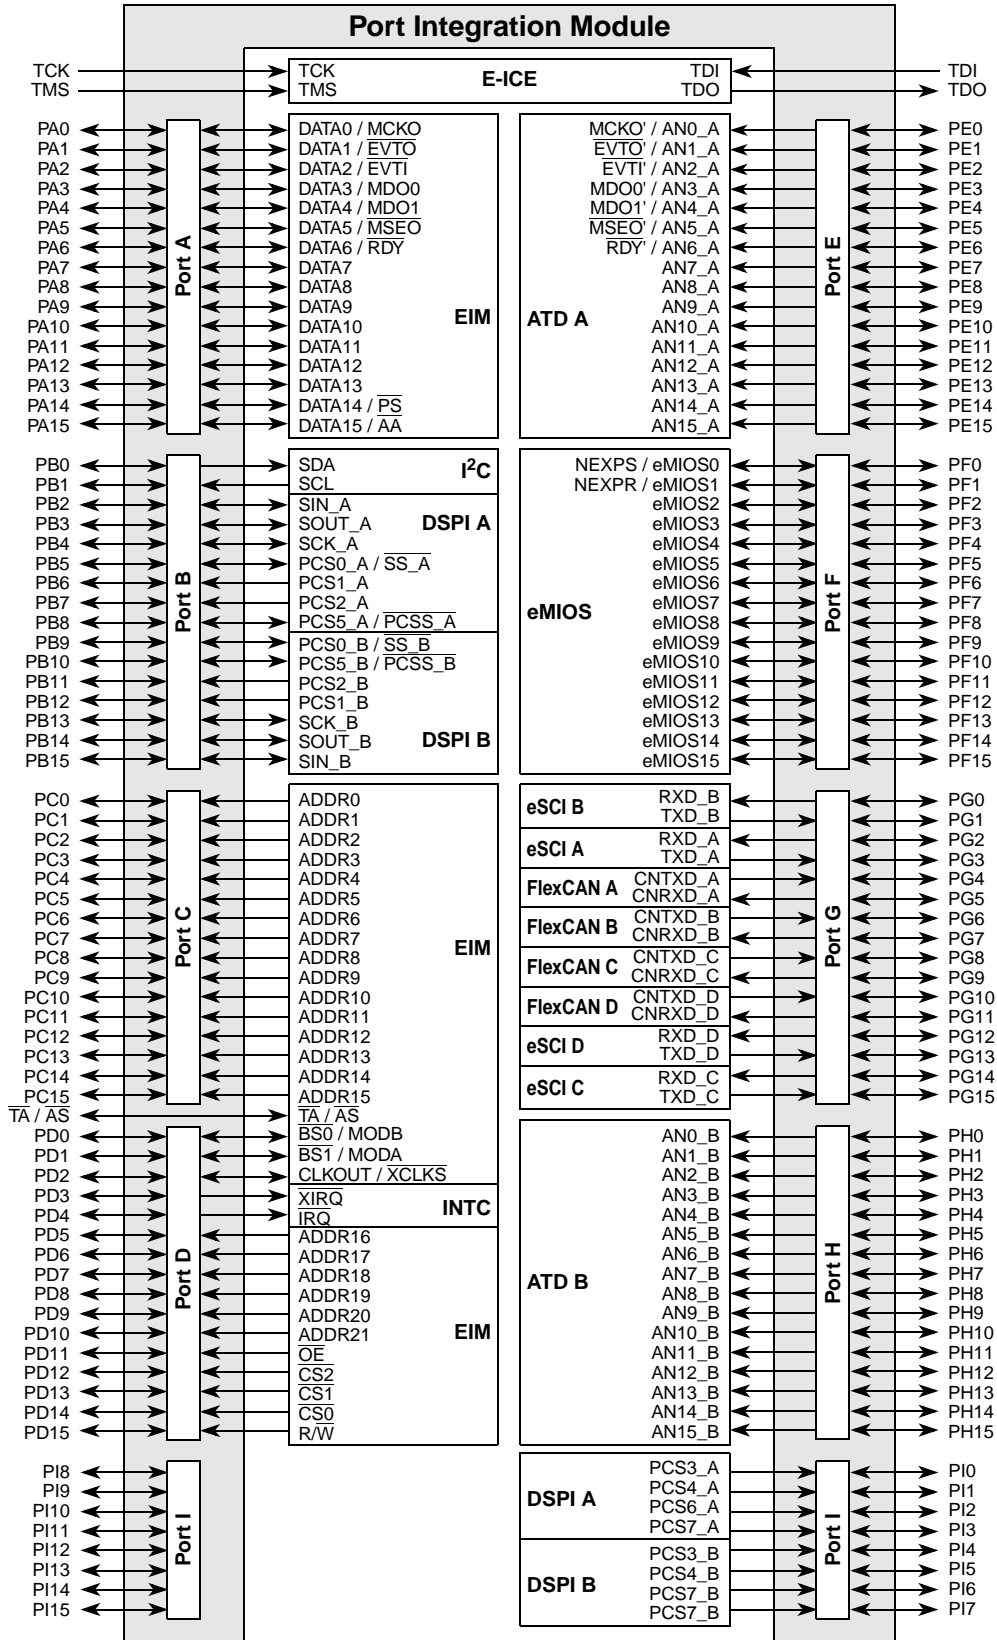 Port Integration Module
TCK TCK E-ICE TDI TDI
TMS TMS TDO TDO
PA0 DATA0 / MCKO MCKO' / AN0_A PE0
PA1 DATA1 / EVTO EVTO' / AN1_A PE1
PA2 DATA2 / EVTI EVTI' / AN2_A PE2
PA3 DATA3 / MDO0 MDO0' / AN3_A PE3
PA4 DATA4 / MDO1 MDO1' / AN4_A PE4
PA5 DATA5 / MSEO MSEO' / AN5_A PE5
PA6 DATA6 / RDY RDY' / AN6_A PE6
PA7 Port A DATA7 AN7_A Port E PE7
PA8 DATA8 AN8_A PE8
PA9 DATA9 AN9_A PE9
PA10 DATA10 EIM ATD A AN10_A PE10
PA11 DATA11 AN11_A PE11
PA12 DATA12 AN12_A PE12
PA13 DATA13 AN13_A PE13
PA14 DATA14 / PS AN14_A PE14
PA15 DATA15 / AA AN15_A PE15
PB0 SDA I2C NEXPS / eMIOS0 PF0
PB1 SCL NEXPR / eMIOS1 PF1
PB2 SIN_A eMIOS2 PF2
PB3 SOUT_A DSPI A eMIOS3 PF3
PB4 SCK_A eMIOS4 PF4
PB5 PCS0_A / SS_A eMIOS5 PF5
PB6 PCS1_A eMIOS6 PF6
PB7 Port B PCS2_A eMIOS eMIOS7 Port F PF7
PB8 PCS5_A / PCSS_A eMIOS8 PF8
PB9 PCS0_B / SS_B eMIOS9 PF9
PB10 PCS5_B / PCSS_B eMIOS10 PF10
PB11 PCS2_B eMIOS11 PF11
PB12 PCS1_B eMIOS12 PF12
PB13 SCK_B eMIOS13 PF13
PB14 SOUT_B DSPI B eMIOS14 PF14
PB15 SIN_B eMIOS15 PF15
PC0 ADDR0 eSCI B RXD_B PG0
PC1 ADDR1 TXD_B PG1
PC2 ADDR2 eSCI A RXD_A PG2
PC3 ADDR3 TXD_A PG3
PC4 ADDR4 FlexCAN A CNTXD_A PG4
PC5 ADDR5 CNRXD_A PG5
PC6 ADDR6 FlexCAN B CNTXD_B PG6
PC7 Port C ADDR7 EIM CNRXD_B Port G PG7
PC8 ADDR8 FlexCAN C CNTXD_C PG8
PC9 ADDR9 CNRXD_C PG9
PC10 ADDR10 FlexCAN D CNTXD_D PG10
PC11 ADDR11 CNRXD_D PG11
PC12 ADDR12 eSCI D RXD_D PG12
PC13 ADDR13 TXD_D PG13
PC14 ADDR14 eSCI C RXD_C PG14
PC15 ADDR15 TXD_C PG15
TA / AS TA / AS
PD0 BS0 / MODB AN0_B PH0
PD1 BS1 / MODA AN1_B PH1
PD2 CLKOUT / XCLKS AN2_B PH2
PD3 XIRQ INTC AN3_B PH3
PD4 IRQ AN4_B PH4
PD5 ADDR16 AN5_B PH5
PD6 ADDR17 AN6_B PH6
PD7 Port D ADDR18 ATD B AN7_B Port H PH7
PD8 ADDR19 AN8_B PH8
PD9 ADDR20 AN9_B PH9
PD10 ADDR21 EIM AN10_B PH10
PD11 OE AN11_B PH11
PD12 CS2 AN12_B PH12
PD13 CS1 AN13_B PH13
PD14 CS0 AN14_B PH14
PD15 R/W AN15_B PH15
PI8 PCS3_A PI0
PI9 DSPI A PCS4_A PI1
PI10 PCS6_A PI2
PI11 Port I PCS7_A Port I PI3
PI12 PCS3_B PI4
PI13 DSPI B PCS4_B PI5
PI14 PCS7_B PI6
PI15 PCS7_B PI7